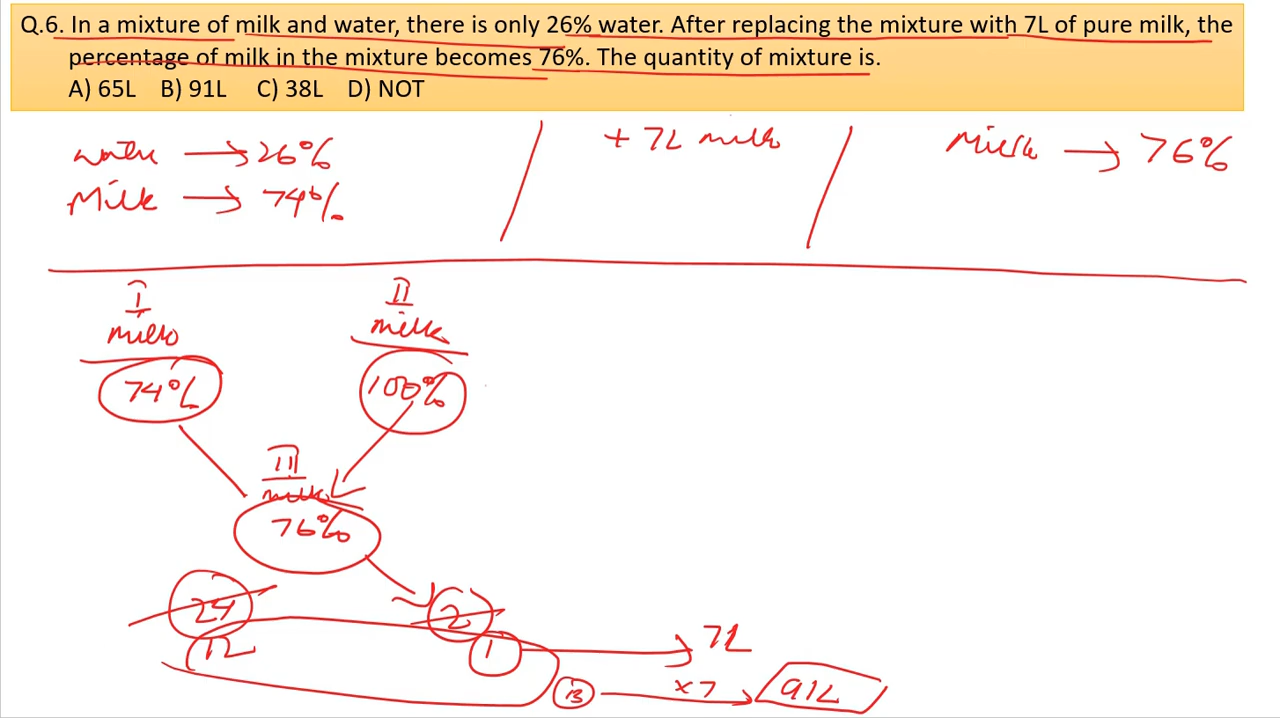 Q.6. In a mixture of milk and water, there is only 26% water. After replacing the mixture with 7L of pure milk, the
percentage of milk in the mixture becomes 76%. The quantity of mixture is.
A) 65L B) 91L C) 38L D) NOT
water → 26%
+ 7L milk
Milk → 76%
Milk → 74%
I
II
milk
milk
74%
100%
III
milk
76%
24
2
12
1 → 7L
13 ×7 → 91L